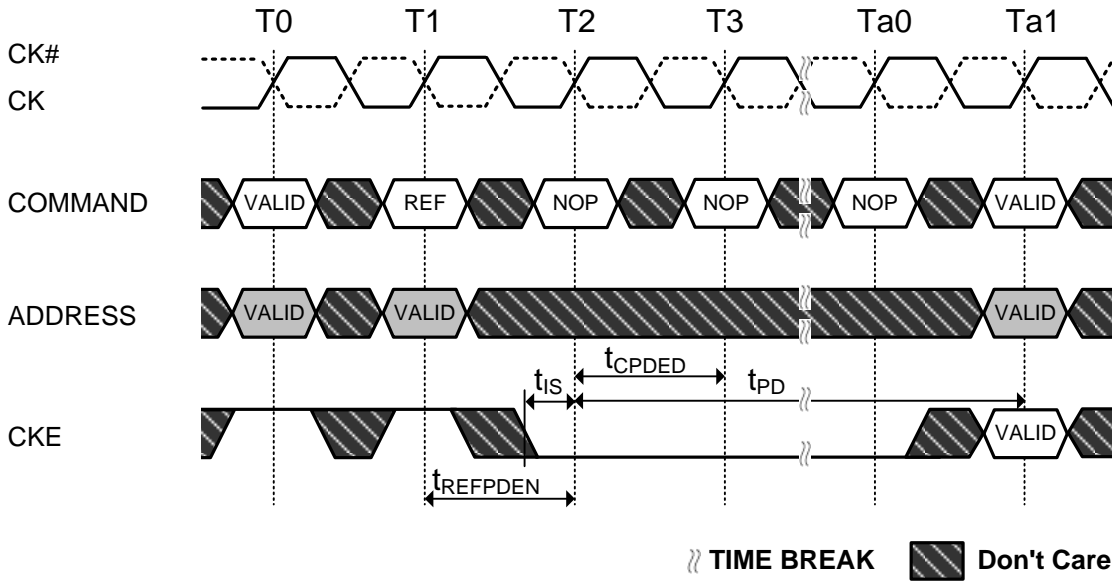 T0 T1 T2 T3 Ta0 Ta1
CK#
CK
COMMAND VALID REF NOP NOP NOP VALID
ADDRESS VALID VALID VALID
tCPDED
tIS tPD
CKE VALID
tREFPDEN
TIME BREAK Don't Care